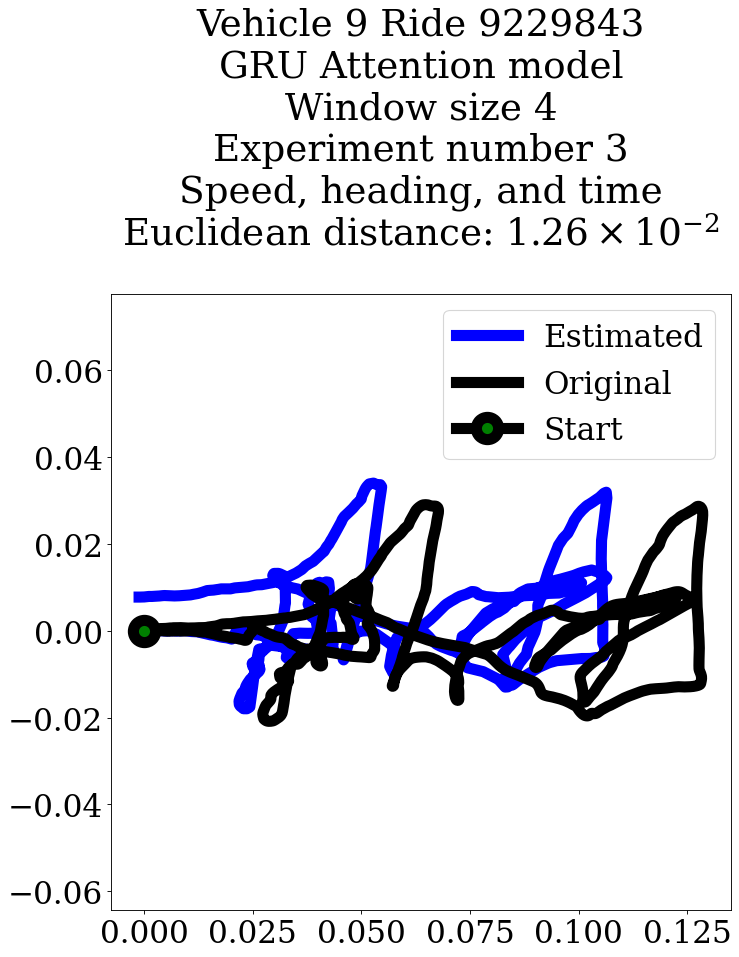 Vehicle 9 Ride 9229843
GRU Attention model
Window size 4
Experiment number 3
Speed, heading, and time
Euclidean distance: 1.26 × 10⁻²
Estimated
Original
Start
0.06
0.04
0.02
0.00
−0.02
−0.04
−0.06
0.000 0.025 0.050 0.075 0.100 0.125